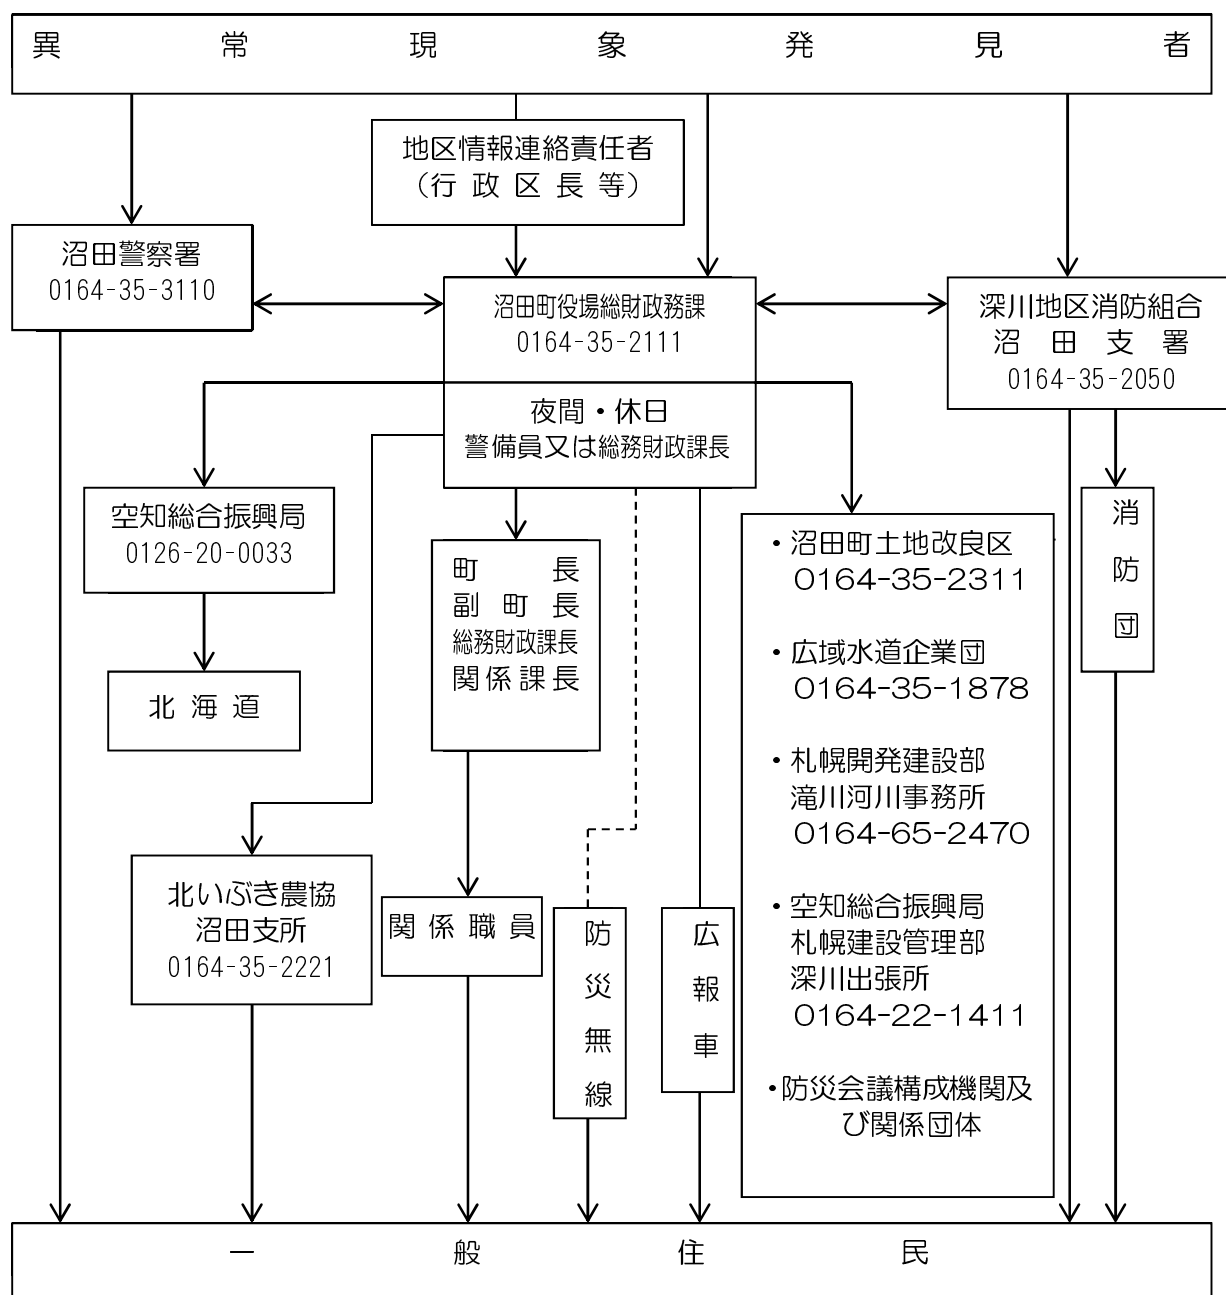 異常現象発見者
地区情報連絡責任者
（行政区長等）
沼田警察署
0164-35-3110
沼田町役場総財政務課
0164-35-2111
夜間・休日
警備員又は総務財政課長
深川地区消防組合
沼田支署
0164-35-2050
空知総合振興局
0126-20-0033
北海道
町長
副町長
総務財政課長
関係課長
・沼田町土地改良区
0164-35-2311
・広域水道企業団
0164-35-1878
・札幌開発建設部
滝川河川事務所
0164-65-2470
・空知総合振興局
札幌建設管理部
深川出張所
0164-22-1411
・防災会議構成機関及
び関係団体
消防団
北いぶき農協
沼田支所
0164-35-2221
関係職員
防災無線
広報車
一般住民